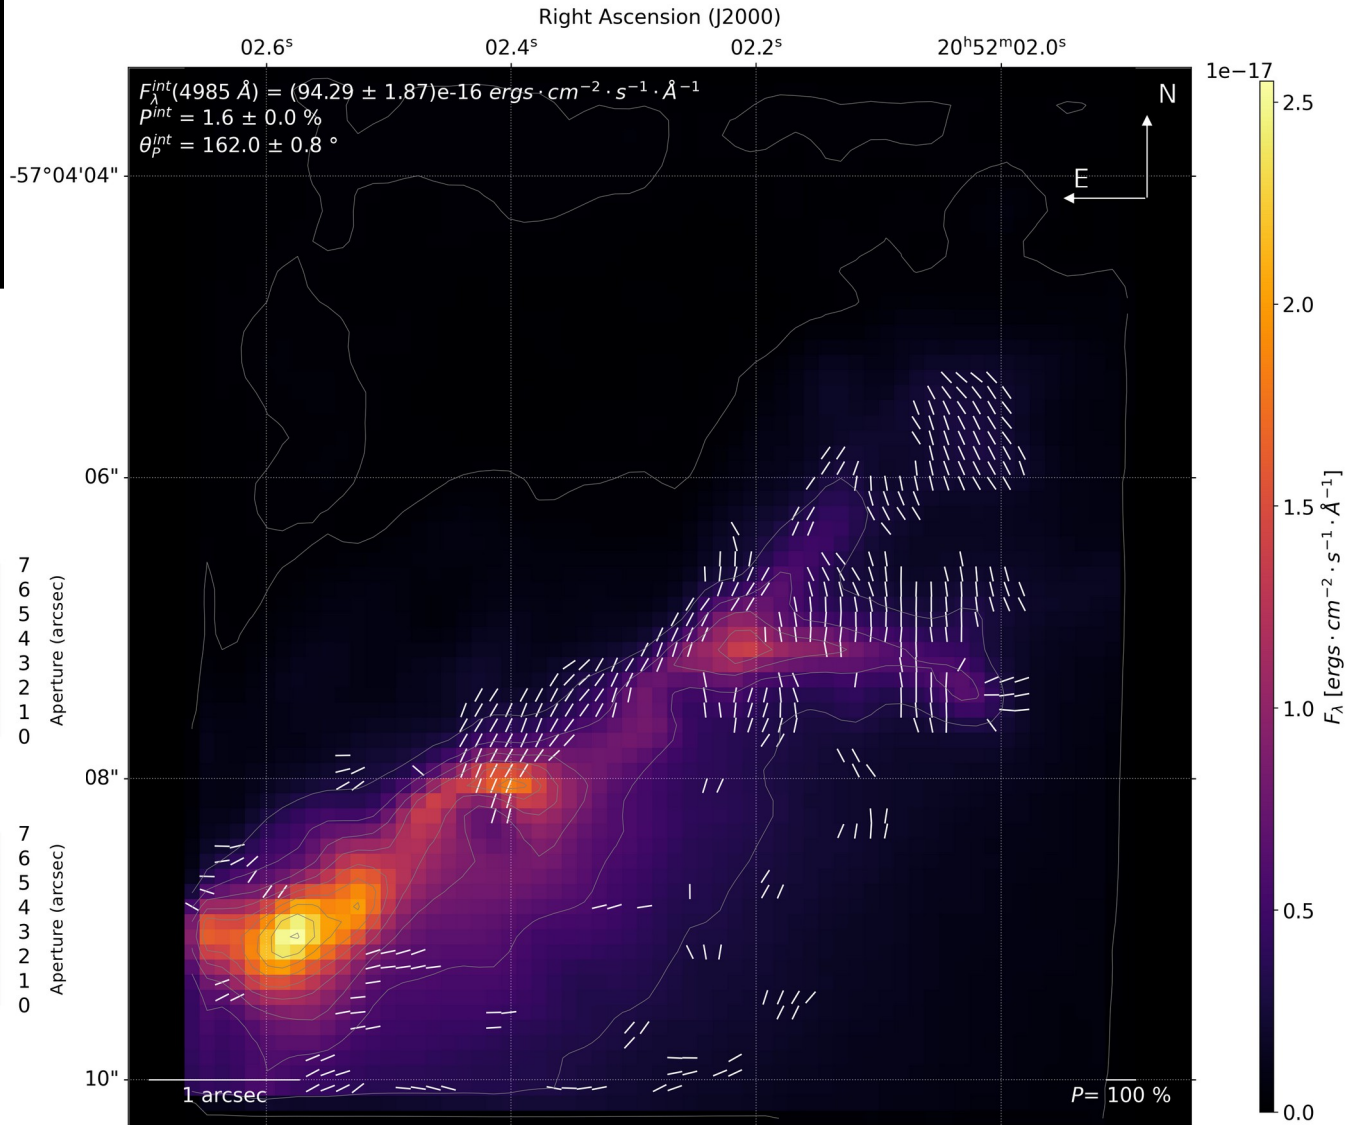 Right Ascension (J2000)
02.6ˢ 02.4ˢ 02.2ˢ 20ʰ52ᵐ02.0ˢ
1e−17
F_λ^int(4985 Å) = (94.29 ± 1.87)e-16 ergs · cm⁻² · s⁻¹ · Å⁻¹
P^int = 1.6 ± 0.0 %
θ_P^int = 162.0 ± 0.8 °
N
E
-57°04'04"
06"
08"
10"
2.5
2.0
1.5
1.0
0.5
0.0
F_λ [ergs · cm⁻² · s⁻¹ · Å⁻¹]
7
6
5
4
3
2
1
0
Aperture (arcsec)
7
6
5
4
3
2
1
0
Aperture (arcsec)
1 arcsec
P= 100 %